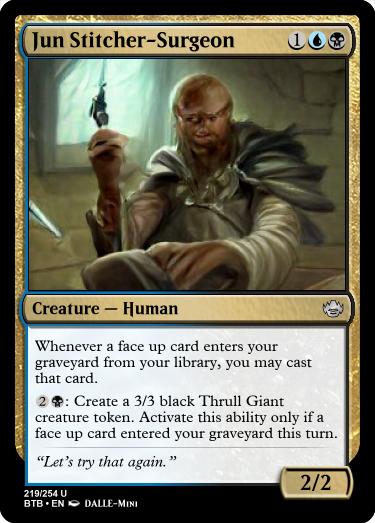 Jun Stitcher-Surgeon 1
Creature — Human
Whenever a face up card enters your
graveyard from your library, you may cast
that card.
2 : Create a 3/3 black Thrull Giant
creature token. Activate this ability only if a
face up card entered your graveyard this turn.
“Let’s try that again.”
2/2
219/254 U
BTB • EN DALLE-Mini